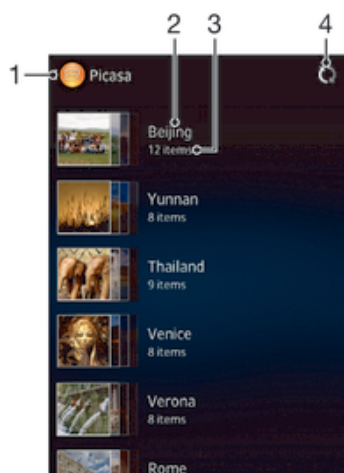 2 3 4
1 Picasa
Beijing
12 items
Yunnan
8 items
Thailand
9 items
Venice
8 items
Verona
8 items
Rome